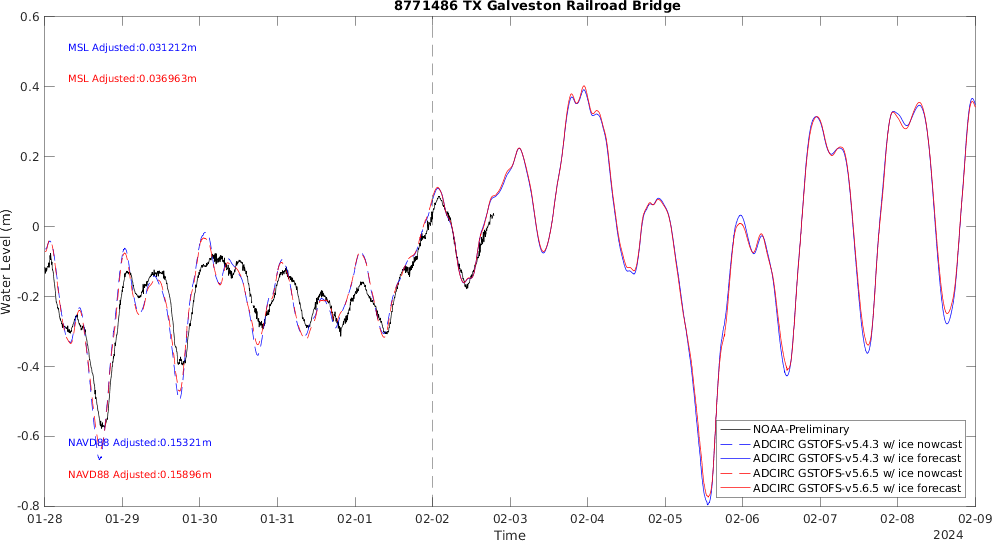 8771486 TX Galveston Railroad Bridge
0.6
0.4
0.2
0
-0.2
-0.4
-0.6
-0.8
Water Level (m)
MSL Adjusted:0.031212m
MSL Adjusted:0.036963m
NAVD88 Adjusted:0.15321m
NAVD88 Adjusted:0.15896m
NOAA-Preliminary
ADCIRC GSTOFS-v5.4.3 w/ ice nowcast
ADCIRC GSTOFS-v5.4.3 w/ ice forecast
ADCIRC GSTOFS-v5.6.5 w/ ice nowcast
ADCIRC GSTOFS-v5.6.5 w/ ice forecast
01-28 01-29 01-30 01-31 02-01 02-02 02-03 02-04 02-05 02-06 02-07 02-08 02-09
Time
2024